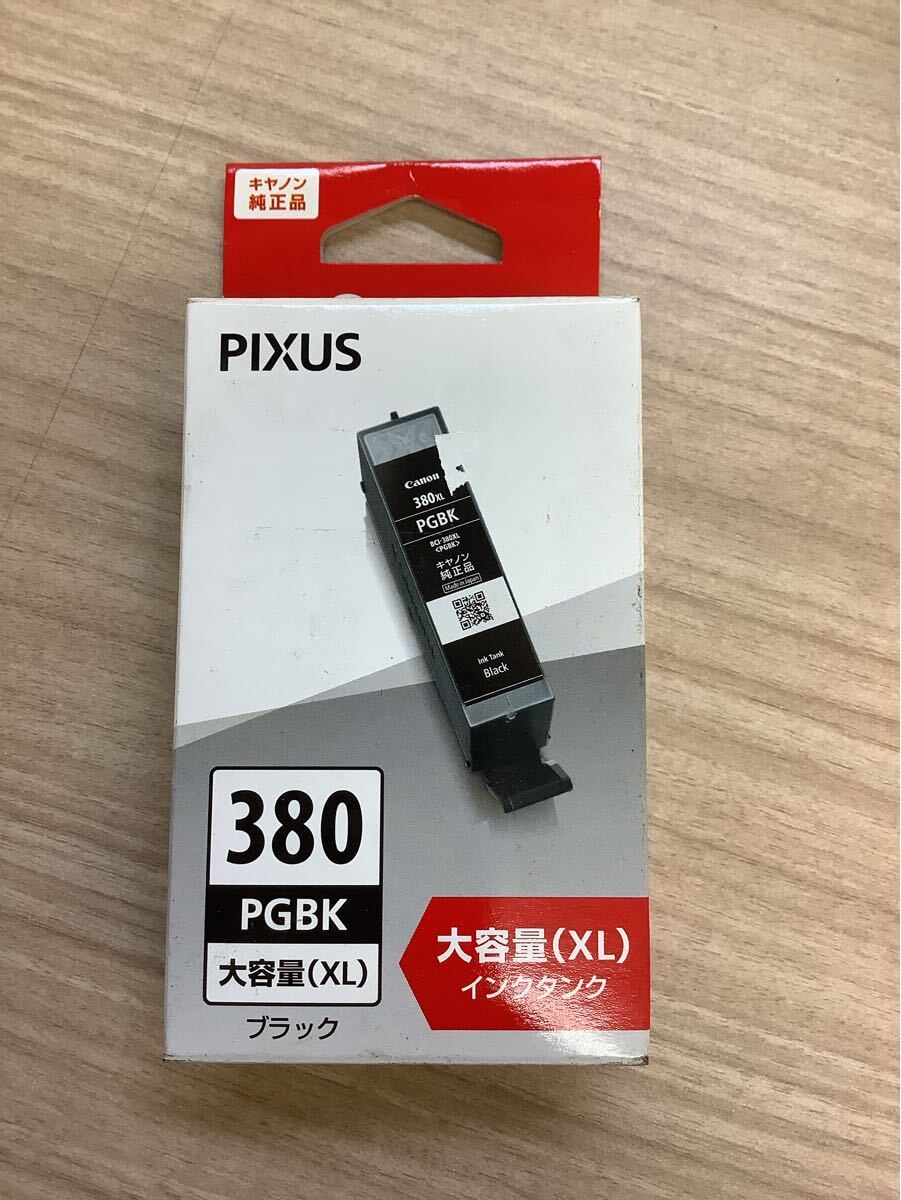 キヤノン
純正品
PIXUS
Canon
380XL
PGBK
BCI-380XL
<PGBK>
キヤノン
純正品
Made in Japan
Ink Tank
Black
380
PGBK
大容量(XL)
ブラック
大容量(XL)
インクタンク